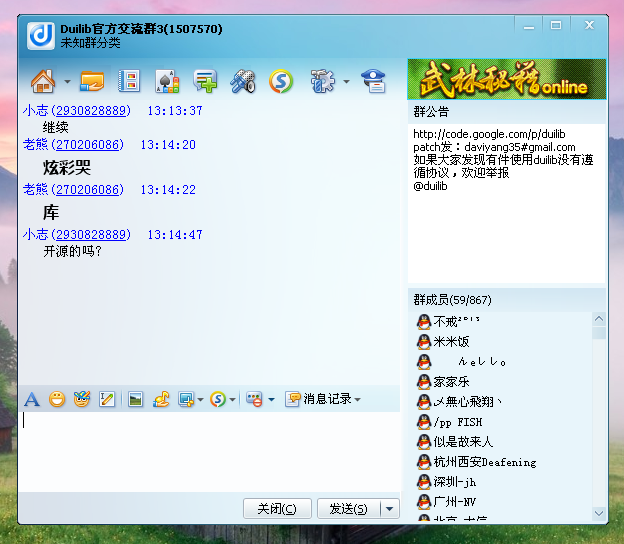 Duilib官方交流群3(1507570)
未知群分类
武林秘籍online
小志(2930828889) 13:13:37
继续
老熊(270206086) 13:14:20
炫彩哭
老熊(270206086) 13:14:22
库
小志(2930828889) 13:14:47
开源的吗?
群公告
http://code.google.com/p/duilib
patch发：daviyang35#gmail.com
如果大家发现有件使用duilib没有遵
循协议，欢迎举报
@duilib
群成员(59/867)
不戒²º¹³
米米饭
んeしし。
家家乐
乄無心飛翔丶
/pp FISH
似是故来人
杭州西安Deafening
深圳-jh
广州-NV
消息记录
关闭(C)
发送(S)